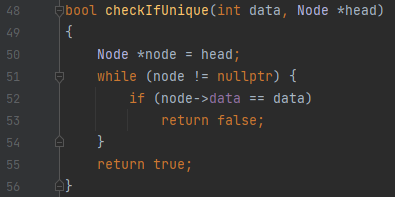 48 bool checkIfUnique(int data, Node *head)
49 {
50     Node *node = head;
51     while (node != nullptr) {
52         if (node->data == data)
53             return false;
54     }
55     return true;
56 }